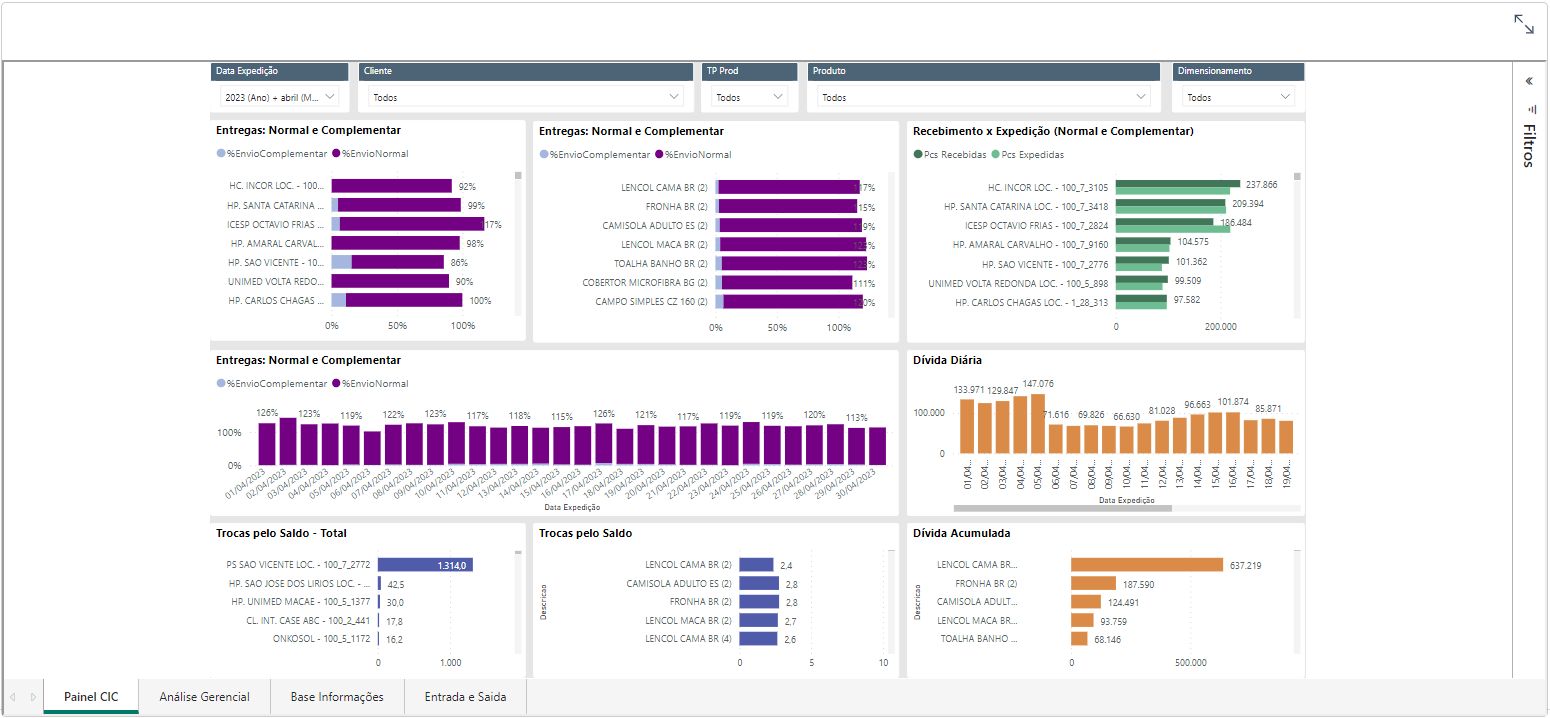 Data Expedição
2023 (Ano) + abril (M...
Cliente
Todos
TP Prod
Todos
Produto
Todos
Dimensionamento
Todos
Filtros
Entregas: Normal e Complementar
%EnvioComplementar %EnvioNormal
HC. INCOR LOC. - 100... 92%
HP. SANTA CATARINA ... 99%
ICESP OCTAVIO FRIAS ... 117%
HP. AMARAL CARVAL... 98%
HP. SAO VICENTE - 10... 86%
UNIMED VOLTA REDO... 90%
HP. CARLOS CHAGAS ... 100%
0% 50% 100%
Entregas: Normal e Complementar
%EnvioComplementar %EnvioNormal
LENCOL CAMA BR (2) 117%
FRONHA BR (2) 115%
CAMISOLA ADULTO ES (2) 119%
LENCOL MACA BR (2)
TOALHA BANHO BR (2)
COBERTOR MICROFIBRA BG (2) 111%
CAMPO SIMPLES CZ 160 (2) 120%
0% 50% 100%
Recebimento x Expedição (Normal e Complementar)
Pcs Recebidas Pcs Expedidas
HC. INCOR LOC. - 100_7_3105 237.866
HP. SANTA CATARINA LOC. - 100_7_3418 209.394
ICESP OCTAVIO FRIAS - 100_7_2824 186.484
HP. AMARAL CARVALHO - 100_7_9160 104.575
HP. SAO VICENTE - 100_7_2776 101.362
UNIMED VOLTA REDONDA LOC. - 100_5_898 99.509
HP. CARLOS CHAGAS LOC. - 1_28_313 97.582
0 200.000
Entregas: Normal e Complementar
%EnvioComplementar %EnvioNormal
126% 123% 119% 122% 123% 117% 118% 115% 126% 121% 117% 119% 119% 120% 113%
100%
0%
01/04/2023 02/04/2023 03/04/2023 04/04/2023 05/04/2023 06/04/2023 07/04/2023 08/04/2023 09/04/2023 10/04/2023 11/04/2023 12/04/2023 13/04/2023 14/04/2023 15/04/2023 16/04/2023 17/04/2023 18/04/2023 19/04/2023 20/04/2023 21/04/2023 22/04/2023 23/04/2023 24/04/2023 25/04/2023 26/04/2023 27/04/2023 28/04/2023 29/04/2023 30/04/2023
Data Expedição
Dívida Diária
133.971 129.847 147.076 71.616 69.826 66.630 81.028 96.663 101.874 85.871
100.000
0
01/04... 02/04... 03/04... 04/04... 05/04... 06/04... 07/04... 08/04... 09/04... 10/04... 11/04... 12/04... 13/04... 14/04... 15/04... 16/04... 17/04... 18/04... 19/04...
Data Expedição
Trocas pelo Saldo - Total
PS SAO VICENTE LOC. - 100_7_2772 1.314,0
HP. SAO JOSE DOS LIRIOS LOC. - ... 42,5
HP. UNIMED MACAE - 100_5_1377 30,0
CL. INT. CASE ABC - 100_2_441 17,8
ONKOSOL - 100_5_1172 16,2
0 1.000
Trocas pelo Saldo
Descricao
LENCOL CAMA BR (2) 2,4
CAMISOLA ADULTO ES (2) 2,8
FRONHA BR (2) 2,8
LENCOL MACA BR (2) 2,7
LENCOL CAMA BR (4) 2,6
0 5 10
Dívida Acumulada
Descricao
LENCOL CAMA BR... 637.219
FRONHA BR (2) 187.590
CAMISOLA ADULT... 124.491
LENCOL MACA BR... 93.759
TOALHA BANHO ... 68.146
0 500.000
Painel CIC
Análise Gerencial
Base Informações
Entrada e Saida